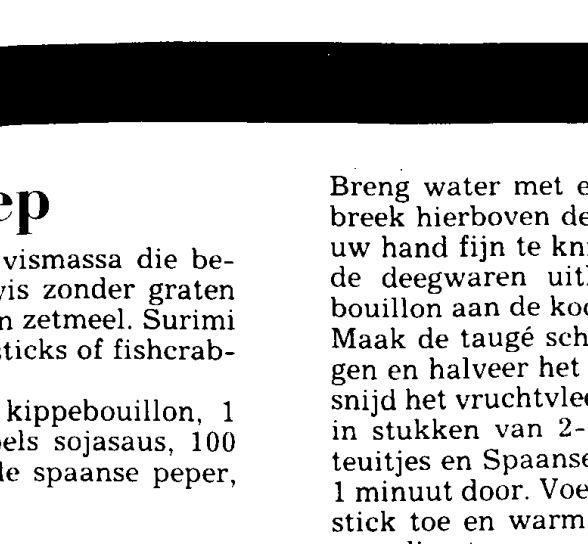 ep
vismassa die be-
vis zonder graten
n zetmeel. Surimi
sticks of fishcrab-
kippebouillon, 1
els sojasaus, 100
de spaanse peper,
Breng water met e
breek hierboven de
uw hand fijn te kn
de deegwaren uit
bouillon aan de koo
Maak de taugé sch
gen en halveer het
snijd het vruchtvlee
in stukken van 2-
teuitjes en Spaanse
1 minuut door. Voe
stick toe en warm